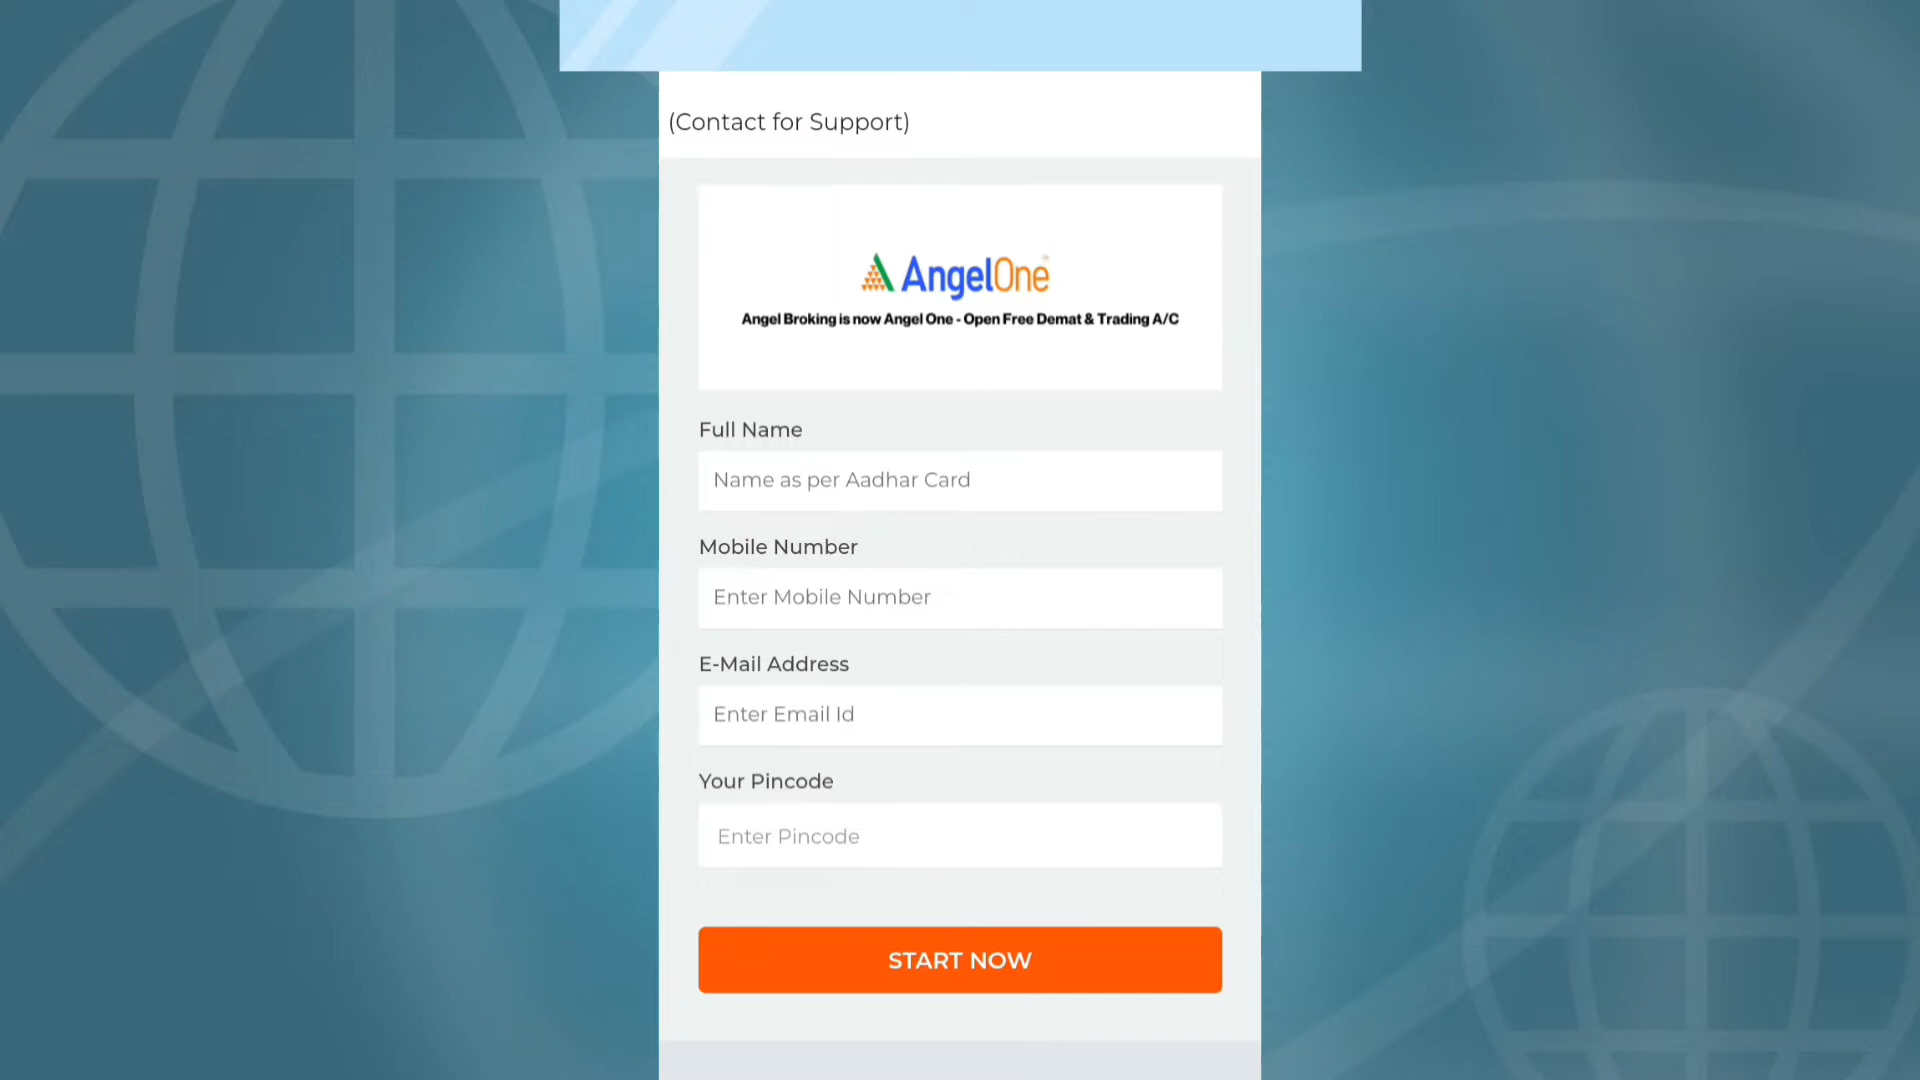 (Contact for Support)
AngelOne
Angel Broking is now Angel One - Open Free Demat & Trading A/C
Full Name
Name as per Aadhar Card
Mobile Number
Enter Mobile Number
E-Mail Address
Enter Email Id
Your Pincode
Enter Pincode
START NOW